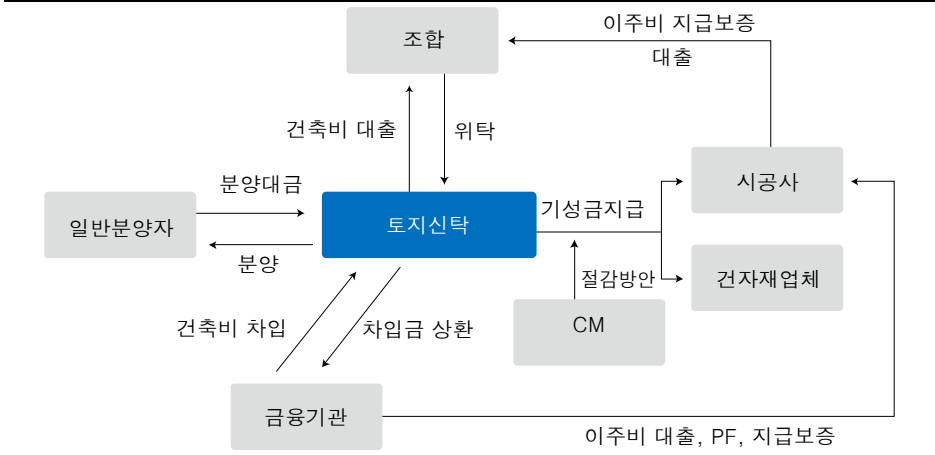 이주비 지급보증
조합
대출
건축비 대출
위탁
시공사
분양대금
기성금지급
일반분양자
토지신탁
분양
절감방안
건자재업체
CM
건축비 차입
차입금 상환
금융기관
이주비 대출, PF, 지급보증